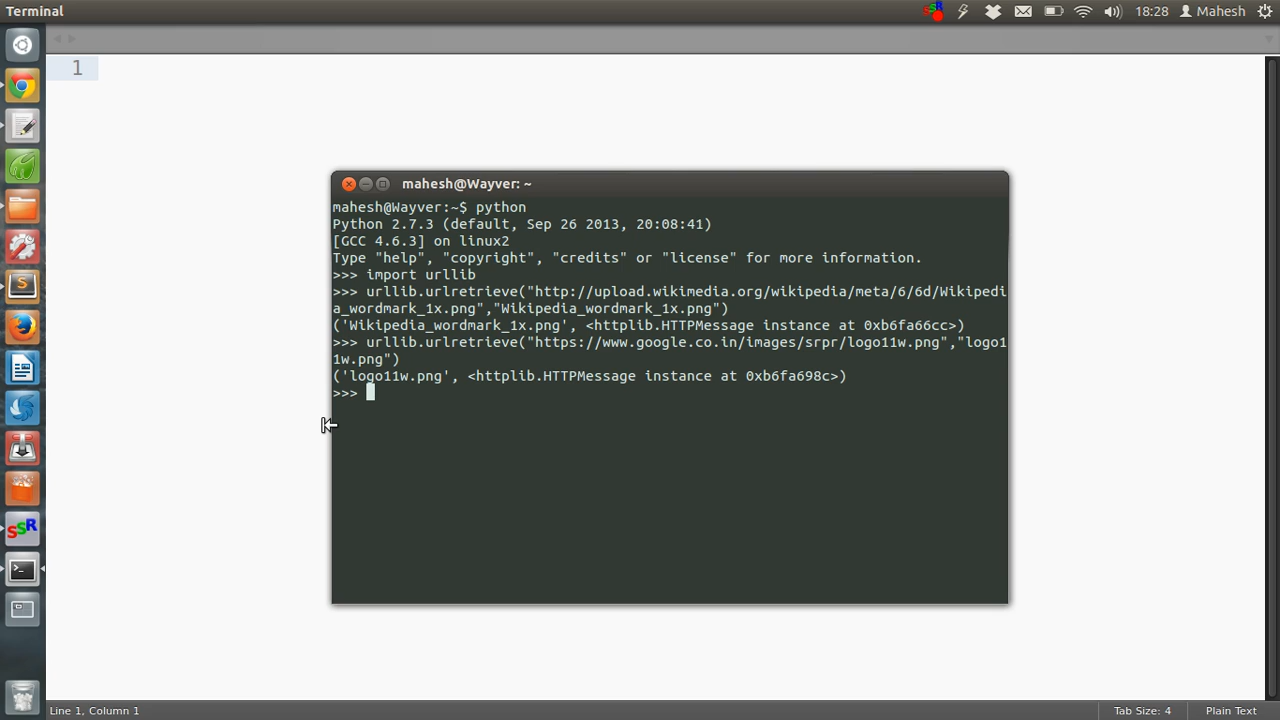 Terminal
18:28
Mahesh
1
mahesh@Wayver: ~
mahesh@Wayver:~$ python
Python 2.7.3 (default, Sep 26 2013, 20:08:41)
[GCC 4.6.3] on linux2
Type "help", "copyright", "credits" or "license" for more information.
>>> import urllib
>>> urllib.urlretrieve("http://upload.wikimedia.org/wikipedia/meta/6/6d/Wikipedi
a_wordmark_1x.png","Wikipedia_wordmark_1x.png")
('Wikipedia_wordmark_1x.png', <httplib.HTTPMessage instance at 0xb6fa66cc>)
>>> urllib.urlretrieve("https://www.google.co.in/images/srpr/logo11w.png","logo1
1w.png")
('logo11w.png', <httplib.HTTPMessage instance at 0xb6fa698c>)
>>>
SSR
Line 1, Column 1
Tab Size: 4
Plain Text